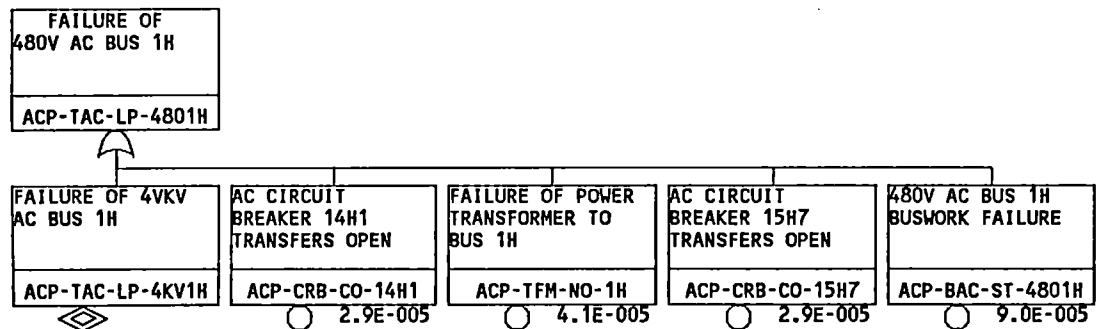 FAILURE OF
480V AC BUS 1H
ACP-TAC-LP-4801H
FAILURE OF 4VKV
AC BUS 1H
ACP-TAC-LP-4KV1H
AC CIRCUIT
BREAKER 14H1
TRANSFERS OPEN
ACP-CRB-CO-14H1
2.9E-005
FAILURE OF POWER
TRANSFORMER TO
BUS 1H
ACP-TFM-NO-1H
4.1E-005
AC CIRCUIT
BREAKER 15H7
TRANSFERS OPEN
ACP-CRB-CO-15H7
2.9E-005
480V AC BUS 1H
BUSWORK FAILURE
ACP-BAC-ST-4801H
9.0E-005